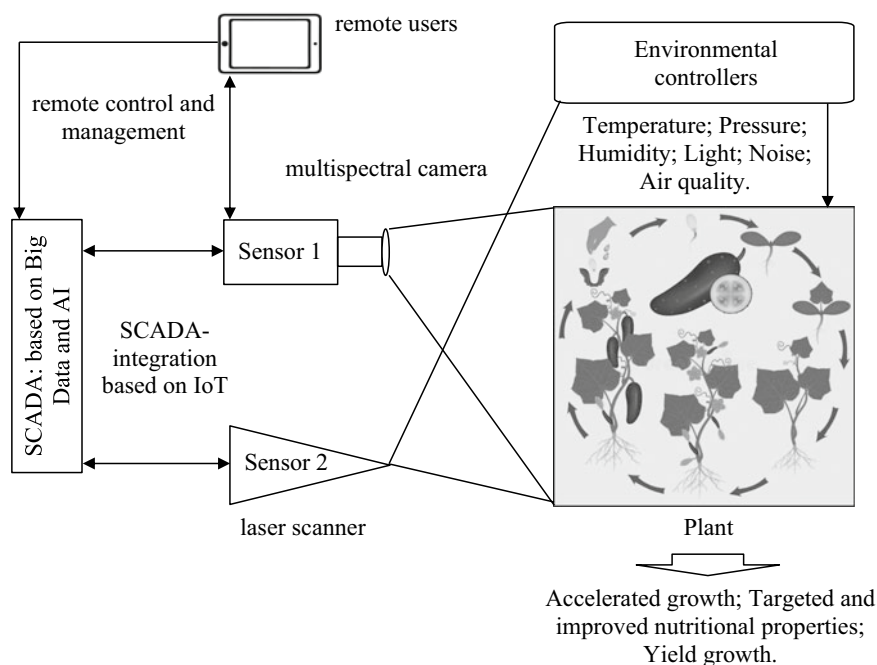 remote users
Environmental
controllers
remote control and
management
Temperature; Pressure;
Humidity; Light; Noise;
Air quality.
multispectral camera
Sensor 1
SCADA: based on Big
Data and AI
SCADA-
integration
based on IoT
Sensor 2
laser scanner
Plant
Accelerated growth; Targeted and
improved nutritional properties;
Yield growth.